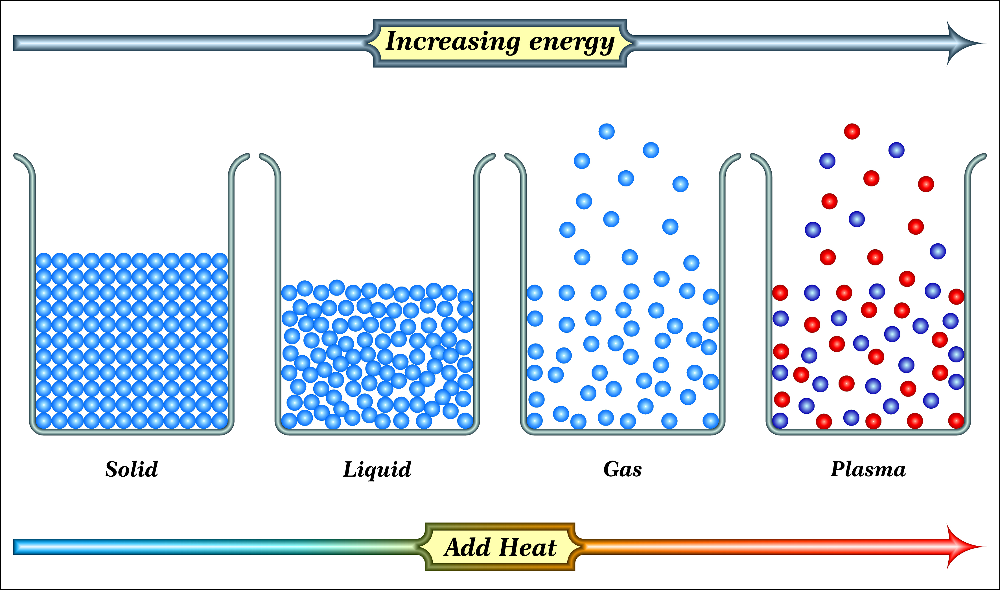 Increasing energy
Solid
Liquid
Gas
Plasma
Add Heat